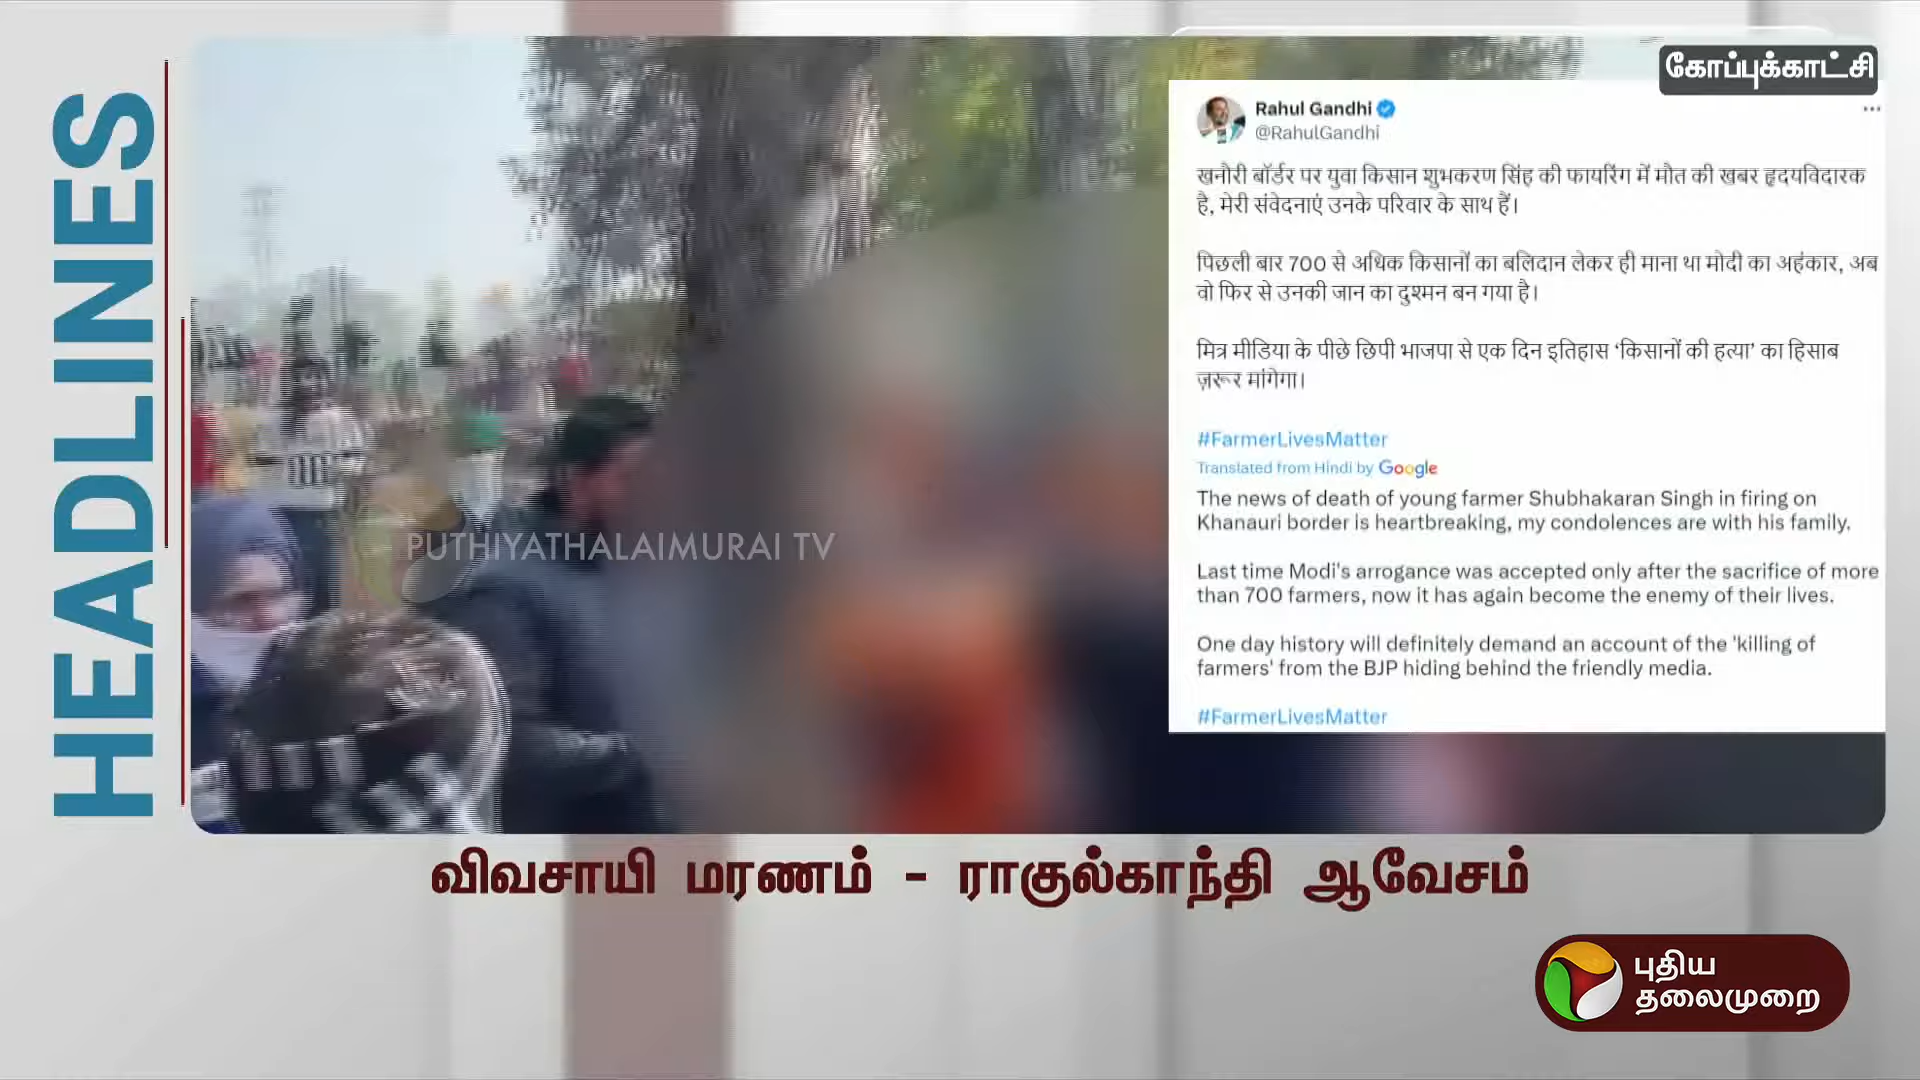 HEADLINES
கோப்புக்காட்சி
Rahul Gandhi
@RahulGandhi
खनौरी बॉर्डर पर युवा किसान शुभकरण सिंह की फायरिंग में मौत की खबर हृदयविदारक
है, मेरी संवेदनाएं उनके परिवार के साथ हैं।
पिछली बार 700 से अधिक किसानों का बलिदान लेकर ही माना था मोदी का अहंकार, अब
वो फिर से उनकी जान का दुश्मन बन गया है।
मित्र मीडिया के पीछे छिपी भाजपा से एक दिन इतिहास ‘किसानों की हत्या’ का हिसाब
ज़रूर मांगेगा।
#FarmerLivesMatter
Translated from Hindi by Google
The news of death of young farmer Shubhakaran Singh in firing on
Khanauri border is heartbreaking, my condolences are with his family.
Last time Modi's arrogance was accepted only after the sacrifice of more
than 700 farmers, now it has again become the enemy of their lives.
One day history will definitely demand an account of the 'killing of
farmers' from the BJP hiding behind the friendly media.
#FarmerLivesMatter
PUTHIYATHALAIMURAI TV
விவசாயி மரணம் - ராகுல்காந்தி ஆவேசம்
புதிய
தலைமுறை